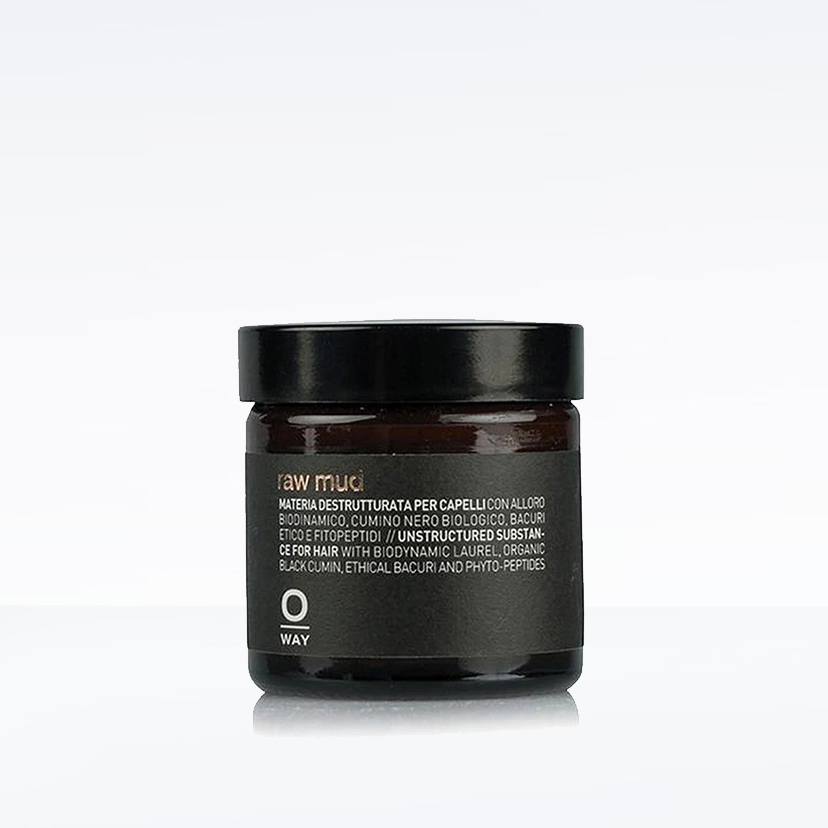 raw mud
MATERIA DESTRUTTURATA PER CAPELLI CON ALLORO
BIODINAMICO, CUMINO NERO BIOLOGICO, BACURI
ETICO E FITOPEPTIDI // UNSTRUCTURED SUBSTAN-
CE FOR HAIR WITH BIODYNAMIC LAUREL, ORGANIC
BLACK CUMIN, ETHICAL BACURI AND PHYTO-PEPTIDES
O
WAY